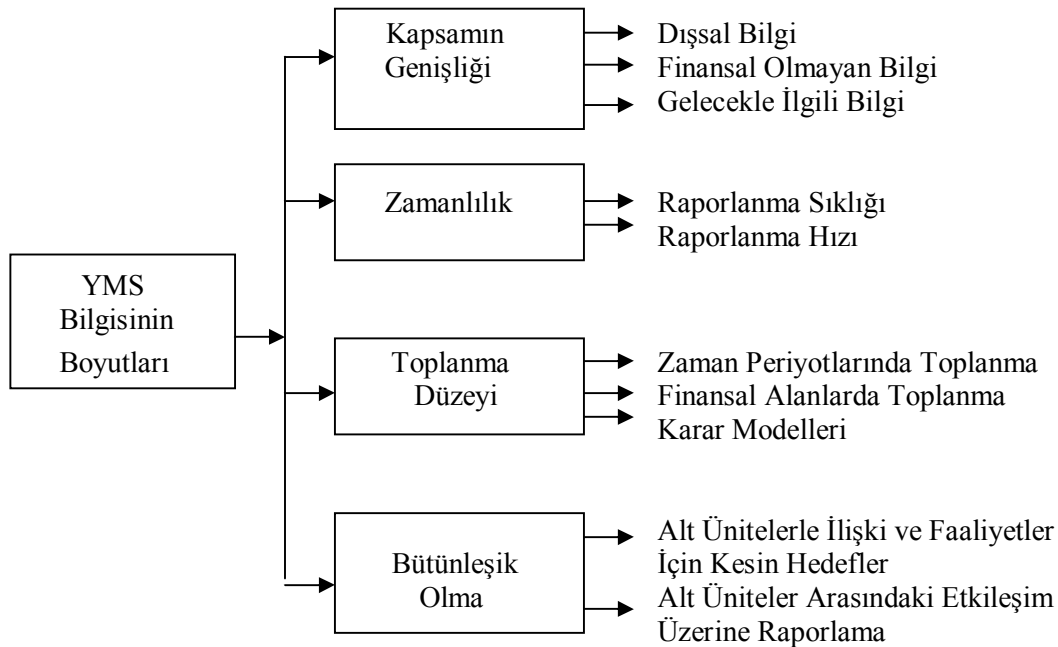 YMS
Bilgisinin
Boyutları
Kapsamın
Genişliği
Dışsal Bilgi
Finansal Olmayan Bilgi
Gelecekle İlgili Bilgi
Zamanlılık
Raporlanma Sıklığı
Raporlanma Hızı
Toplanma
Düzeyi
Zaman Periyotlarında Toplanma
Finansal Alanlarda Toplanma
Karar Modelleri
Bütünleşik
Olma
Alt Ünitelerle İlişki ve Faaliyetler
İçin Kesin Hedefler
Alt Üniteler Arasındaki Etkileşim
Üzerine Raporlama